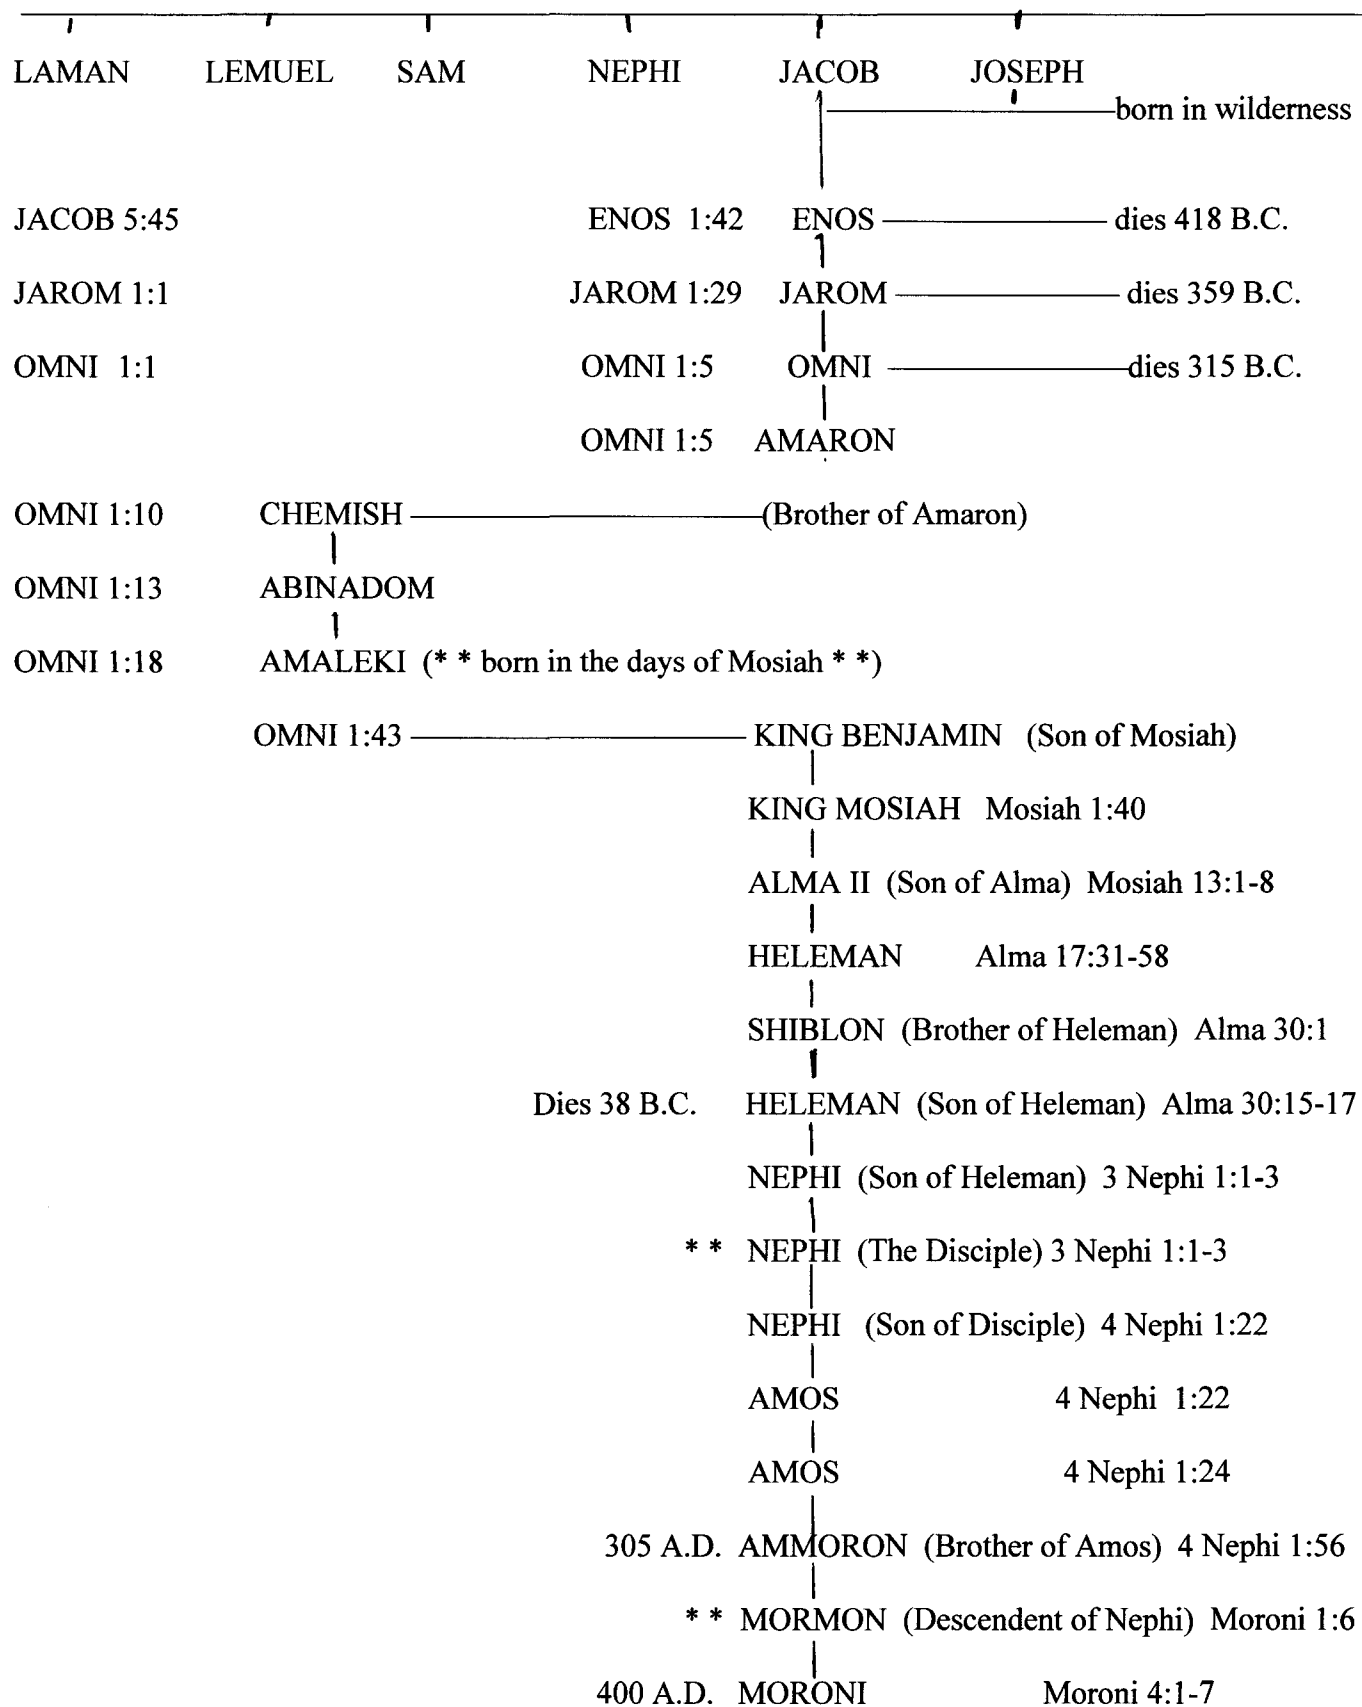 LAMAN LEMUEL SAM NEPHI JACOB JOSEPH
born in wilderness
JACOB 5:45 ENOS 1:42 ENOS dies 418 B.C.
JAROM 1:1 JAROM 1:29 JAROM dies 359 B.C.
OMNI 1:1 OMNI 1:5 OMNI dies 315 B.C.
OMNI 1:5 AMARON
OMNI 1:10 CHEMISH (Brother of Amaron)
OMNI 1:13 ABINADOM
OMNI 1:18 AMALEKI (* * born in the days of Mosiah * *)
OMNI 1:43 KING BENJAMIN (Son of Mosiah)
KING MOSIAH Mosiah 1:40
ALMA II (Son of Alma) Mosiah 13:1-8
HELEMAN Alma 17:31-58
SHIBLON (Brother of Heleman) Alma 30:1
Dies 38 B.C. HELEMAN (Son of Heleman) Alma 30:15-17
NEPHI (Son of Heleman) 3 Nephi 1:1-3
* * NEPHI (The Disciple) 3 Nephi 1:1-3
NEPHI (Son of Disciple) 4 Nephi 1:22
AMOS 4 Nephi 1:22
AMOS 4 Nephi 1:24
305 A.D. AMMORON (Brother of Amos) 4 Nephi 1:56
* * MORMON (Descendent of Nephi) Moroni 1:6
400 A.D. MORONI Moroni 4:1-7